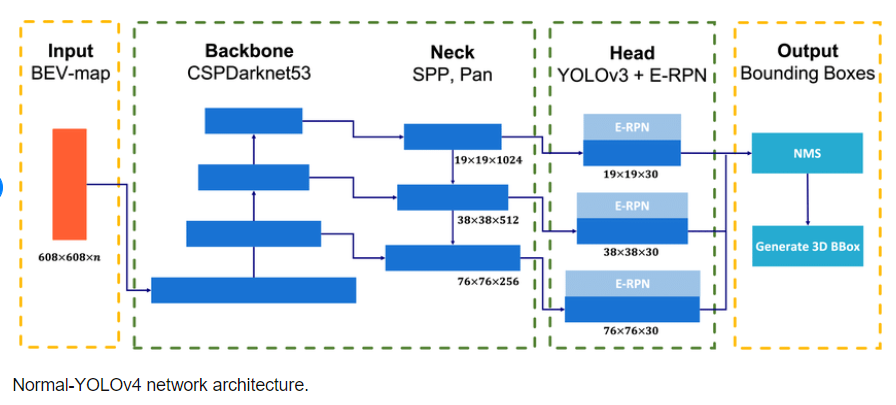 Input
BEV-map
608×608×n
Backbone
CSPDarknet53
Neck
SPP, Pan
19×19×1024
38×38×512
76×76×256
Head
YOLOv3 + E-RPN
E-RPN
19×19×30
E-RPN
38×38×30
E-RPN
76×76×30
Output
Bounding Boxes
NMS
Generate 3D BBox
Normal-YOLOv4 network architecture.